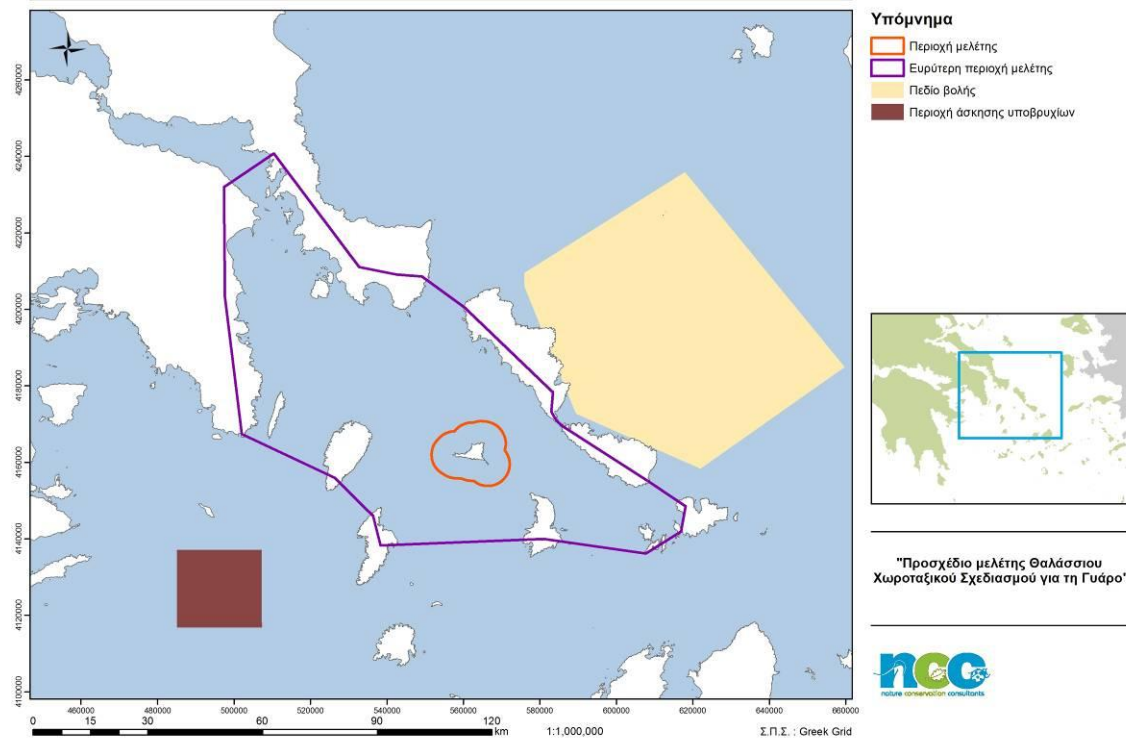 Υπόμνημα
Περιοχή μελέτης
Ευρύτερη περιοχή μελέτης
Πεδίο βολής
Περιοχή άσκησης υποβρυχίων
4260000
4240000
4220000
4200000
4180000
4160000
4140000
4120000
4100000
460000 480000 500000 520000 540000 560000 580000 600000 620000 640000 660000
0 15 30 60 90 120
km
1:1,000,000
Σ.Π.Σ. : Greek Grid
"Προσχέδιο μελέτης Θαλάσσιου
Χωροταξικού Σχεδιασμού για τη Γυάρο"
ncc
nature conservation consultants